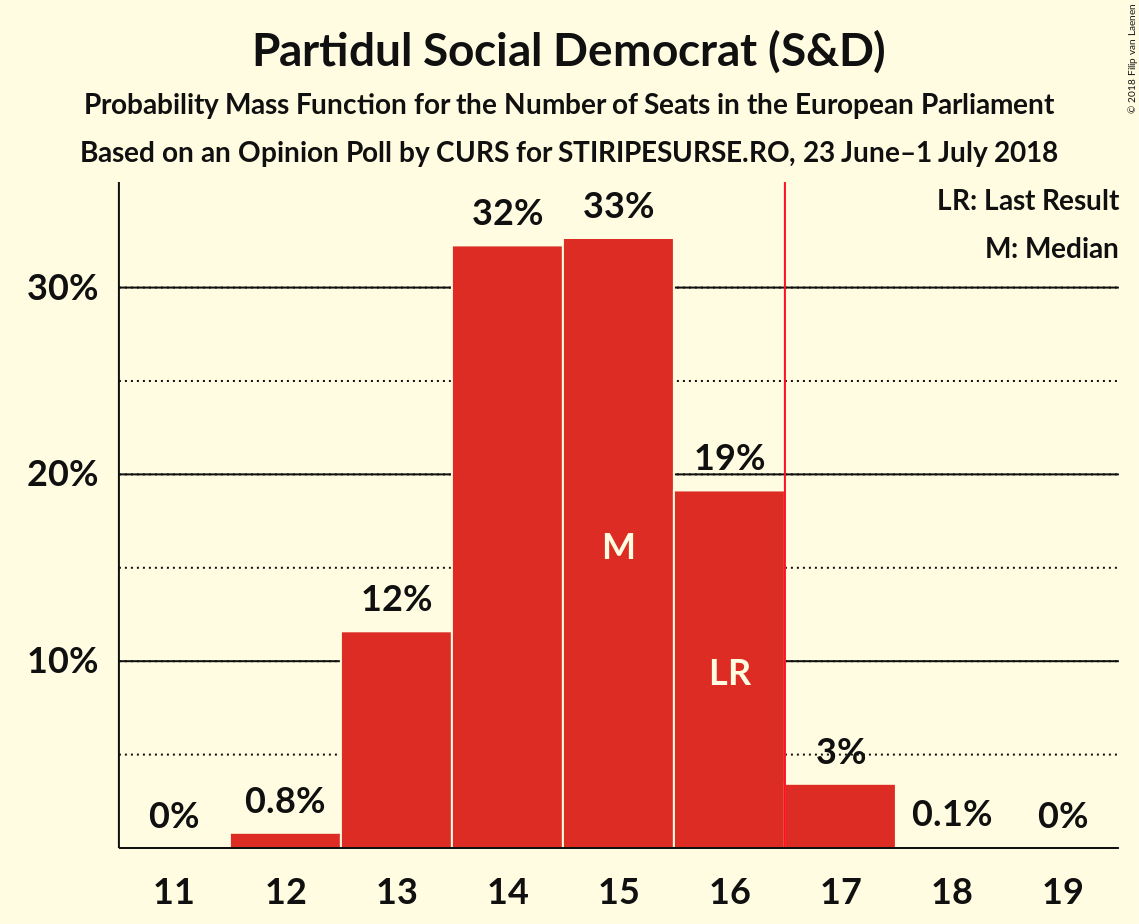 Partidul Social Democrat (S&D)
Probability Mass Function for the Number of Seats in the European Parliament
Based on an Opinion Poll by CURS for STIRIPESURSE.RO, 23 June–1 July 2018
© 2018 Filip van Laenen
LR: Last Result
M: Median
30%
20%
10%
0%
0.8%
12%
32%
33%
19%
3%
0.1%
0%
M
LR
11 12 13 14 15 16 17 18 19